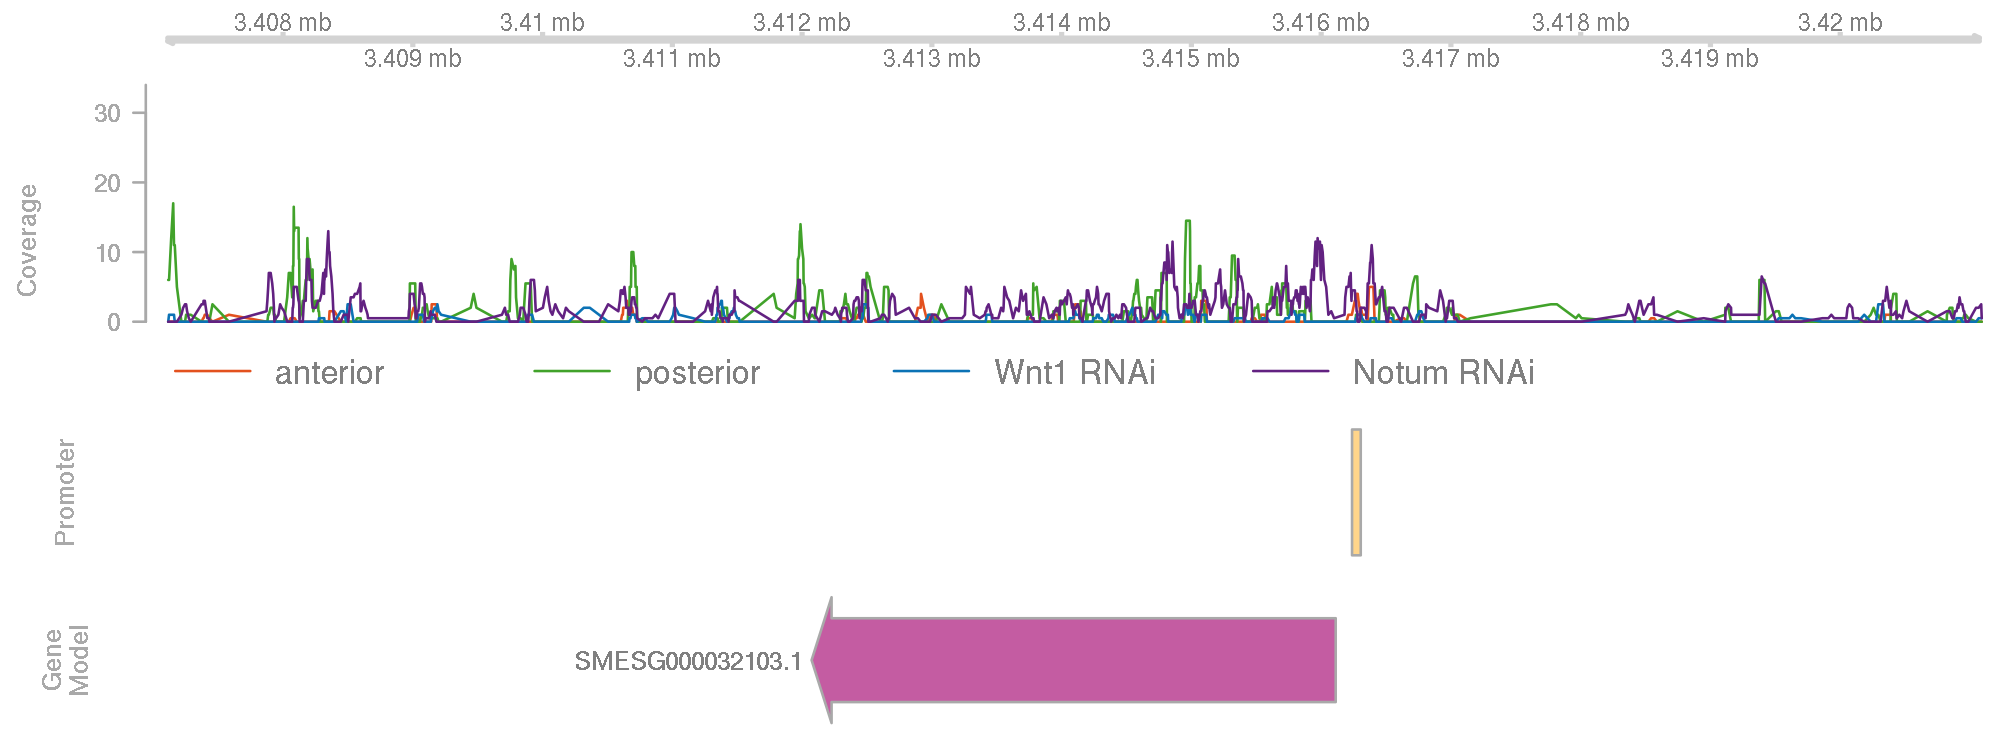 3.408 mb 3.41 mb 3.412 mb 3.414 mb 3.416 mb 3.418 mb 3.42 mb
3.409 mb 3.411 mb 3.413 mb 3.415 mb 3.417 mb 3.419 mb
Coverage
30
20
10
0
anterior posterior Wnt1 RNAi Notum RNAi
Promoter
Gene
Model
SMESG000032103.1